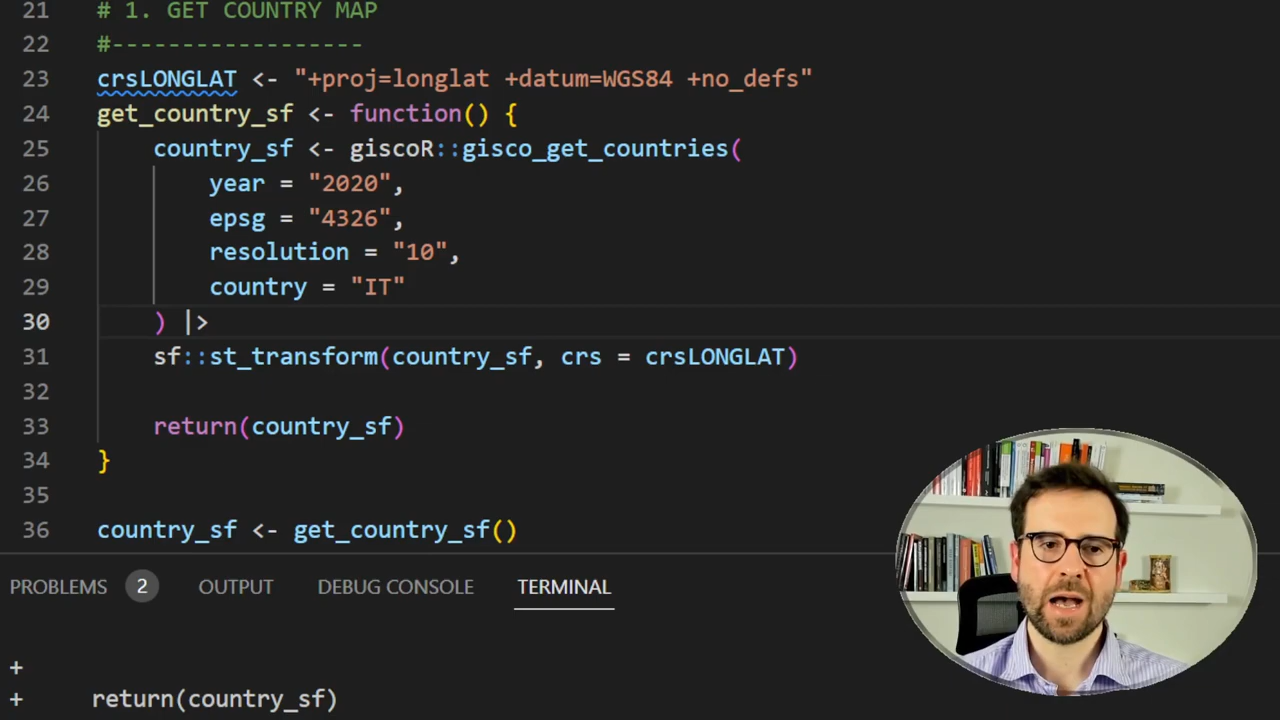 21 # 1. GET COUNTRY MAP
22 #------------------
23 crsLONGLAT <- "+proj=longlat +datum=WGS84 +no_defs"
24 get_country_sf <- function() {
25 country_sf <- giscoR::gisco_get_countries(
26 year = "2020",
27 epsg = "4326",
28 resolution = "10",
29 country = "IT"
30 ) |>
31 sf::st_transform(country_sf, crs = crsLONGLAT)
32
33 return(country_sf)
34 }
35
36 country_sf <- get_country_sf()
PROBLEMS 2 OUTPUT DEBUG CONSOLE TERMINAL
+
+ return(country_sf)